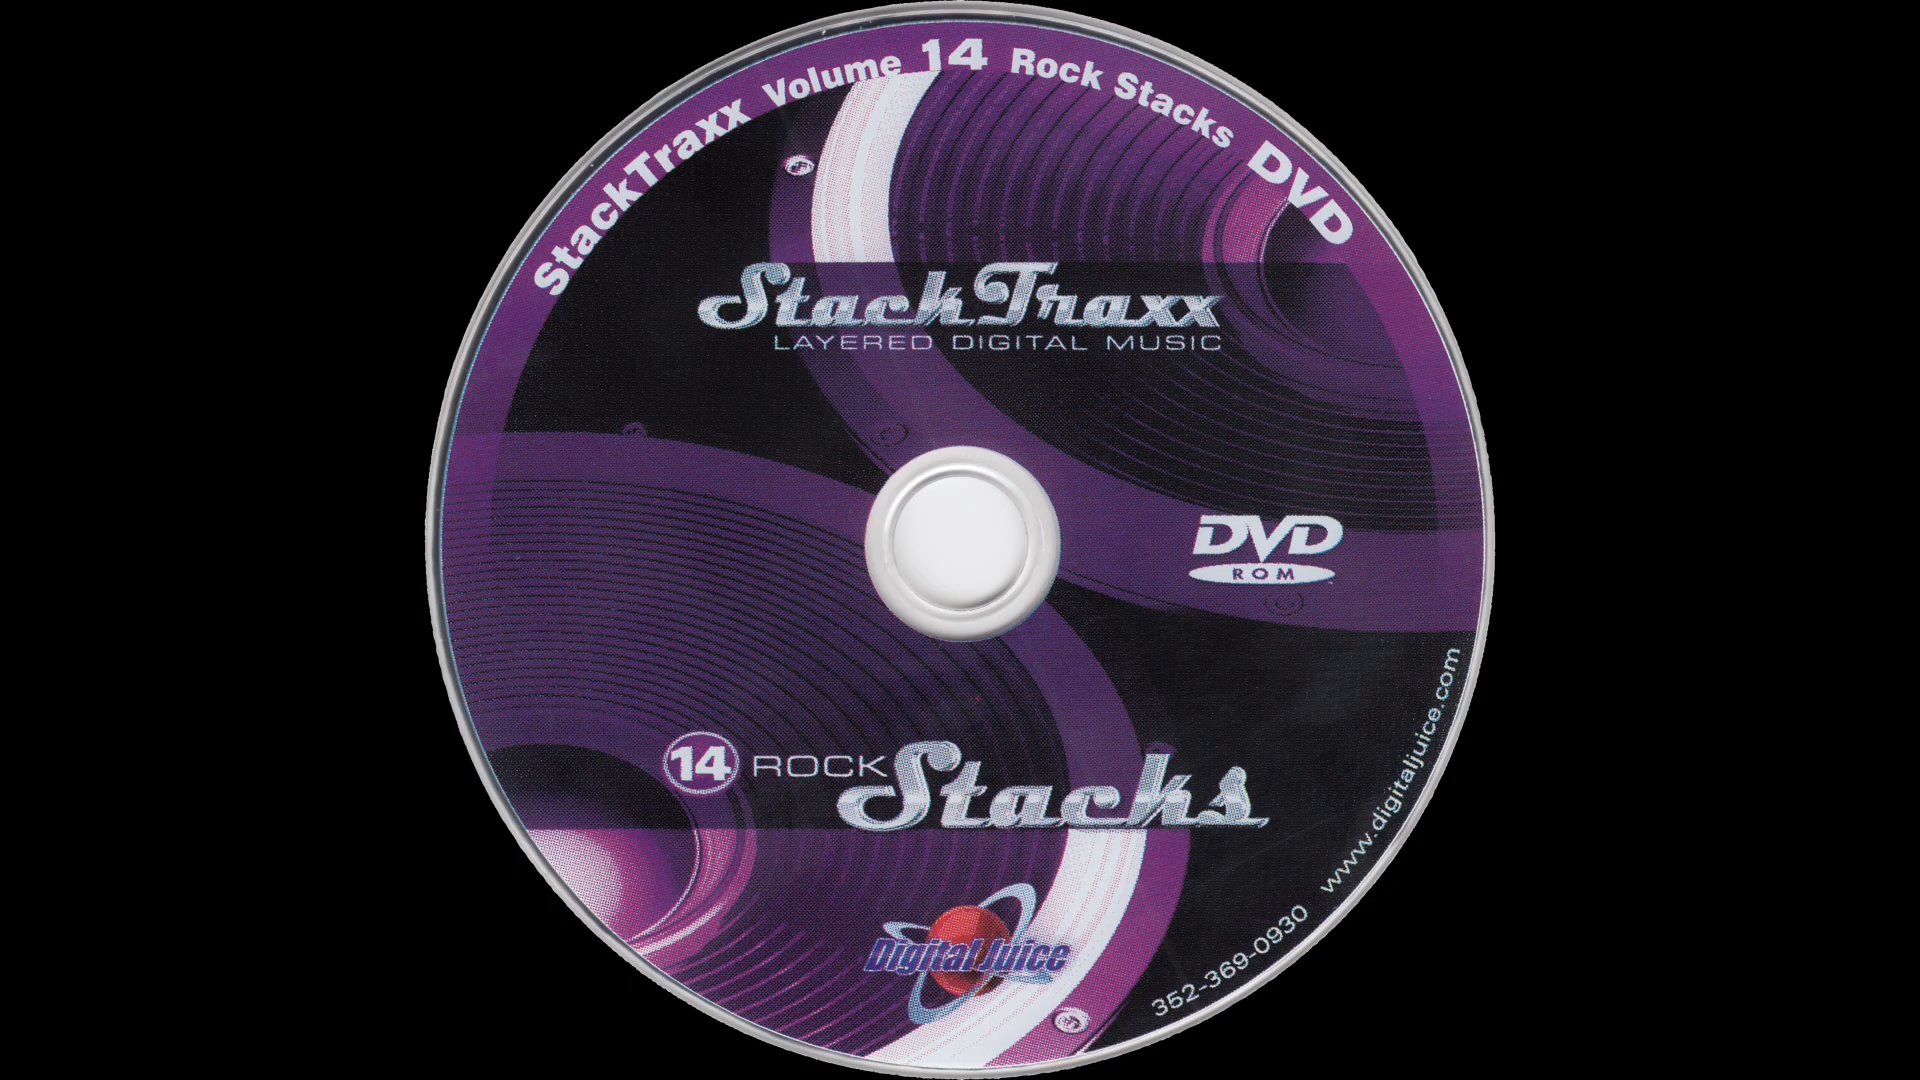 StackTraxx Volume 14 Rock Stacks DVD
StackTraxx
LAYERED DIGITAL MUSIC
DVD
ROM
14 ROCK Stacks
Digital Juice
www.digitaljuice.com
352-369-0930